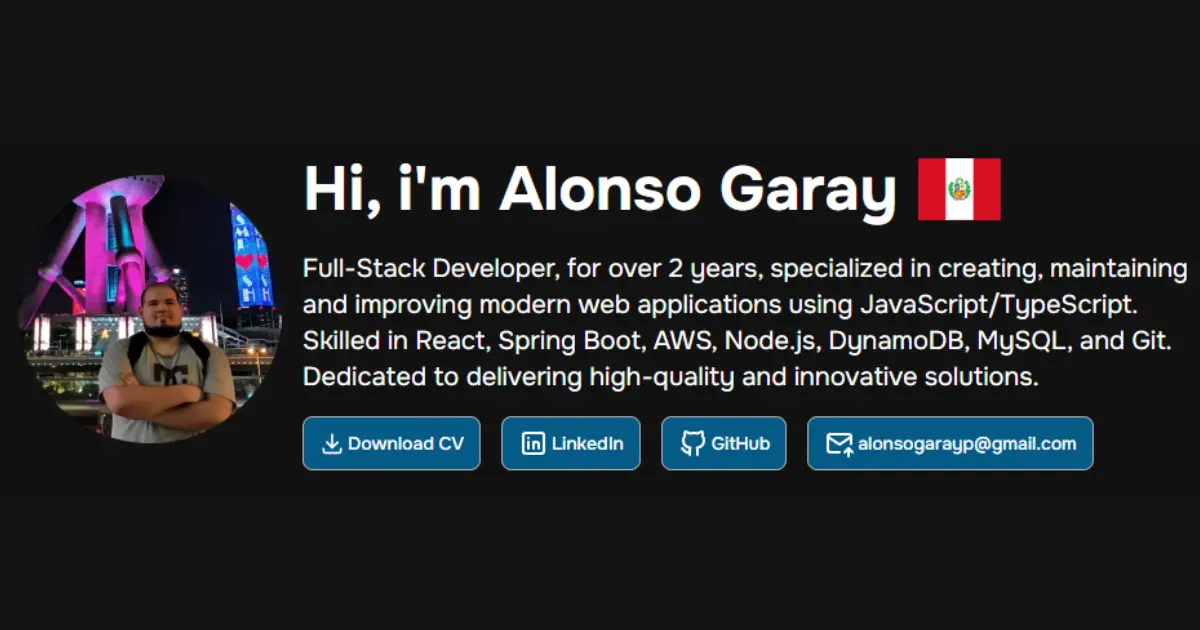 Hi, i'm Alonso Garay
Full-Stack Developer, for over 2 years, specialized in creating, maintaining
and improving modern web applications using JavaScript/TypeScript.
Skilled in React, Spring Boot, AWS, Node.js, DynamoDB, MySQL, and Git.
Dedicated to delivering high-quality and innovative solutions.
Download CV
LinkedIn
GitHub
alonsogarayp@gmail.com